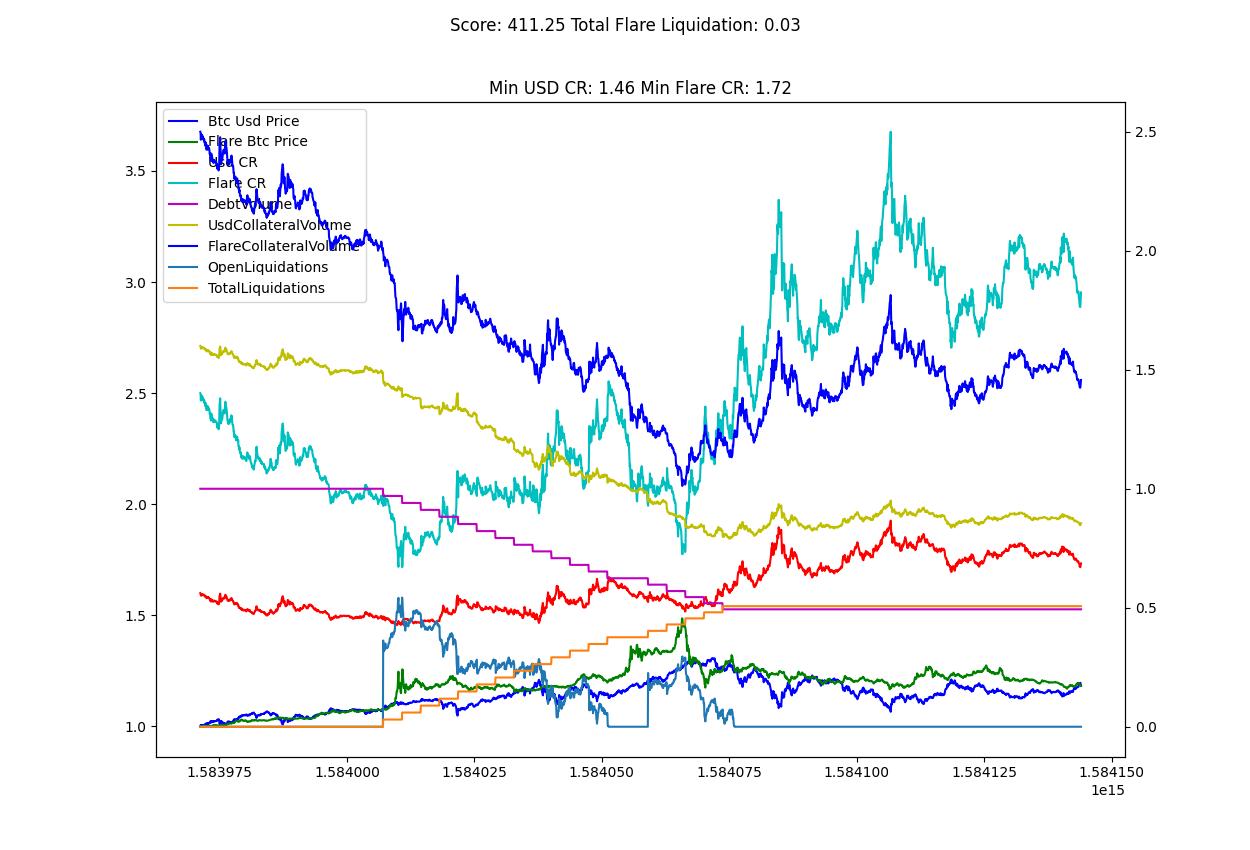 Score: 411.25 Total Flare Liquidation: 0.03
Min USD CR: 1.46 Min Flare CR: 1.72
Btc Usd Price
Flare Btc Price
Usd CR
Flare CR
DebtVolume
UsdCollateralVolume
FlareCollateralVolume
OpenLiquidations
TotalLiquidations
3.5
3.0
2.5
2.0
1.5
1.0
2.5
2.0
1.5
1.0
0.5
0.0
1.583975
1.584000
1.584025
1.584050
1.584075
1.584100
1.584125
1.584150
1e15